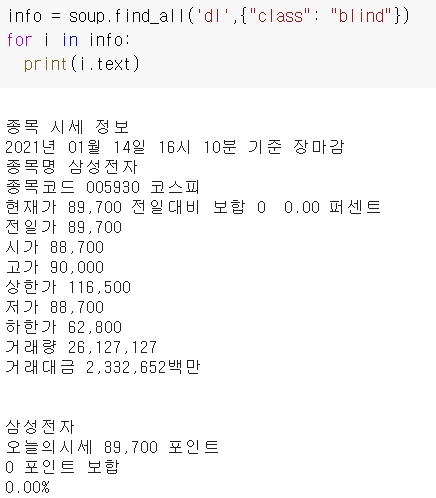 info = soup.find_all('dl',{"class": "blind"})
for i in info:
  print(i.text)
종목 시세 정보
2021년 01월 14일 16시 10분 기준 장마감
종목명 삼성전자
종목코드 005930 코스피
현재가 89,700 전일대비 보합 0  0.00 퍼센트
전일가 89,700
시가 88,700
고가 90,000
상한가 116,500
저가 88,700
하한가 62,800
거래량 26,127,127
거래대금 2,332,652백만
삼성전자
오늘의시세 89,700 포인트
0 포인트 보합
0.00%